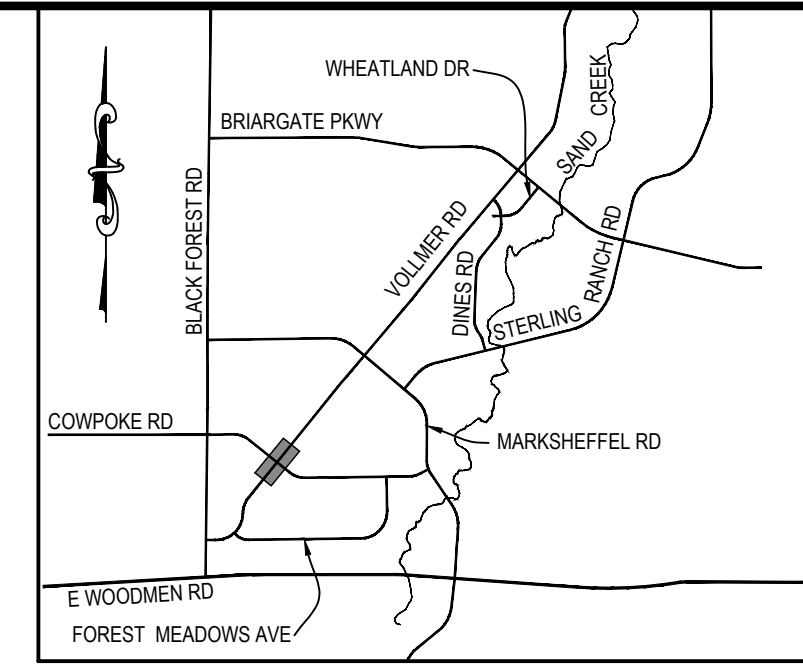 WHEATLAND DR
BRIARGATE PKWY
SAND CREEK
BLACK FOREST RD
VOLLMER RD
DINES RD
STERLING RANCH RD
COWPOKE RD
MARKSHEFFEL RD
E WOODMEN RD
FOREST MEADOWS AVE